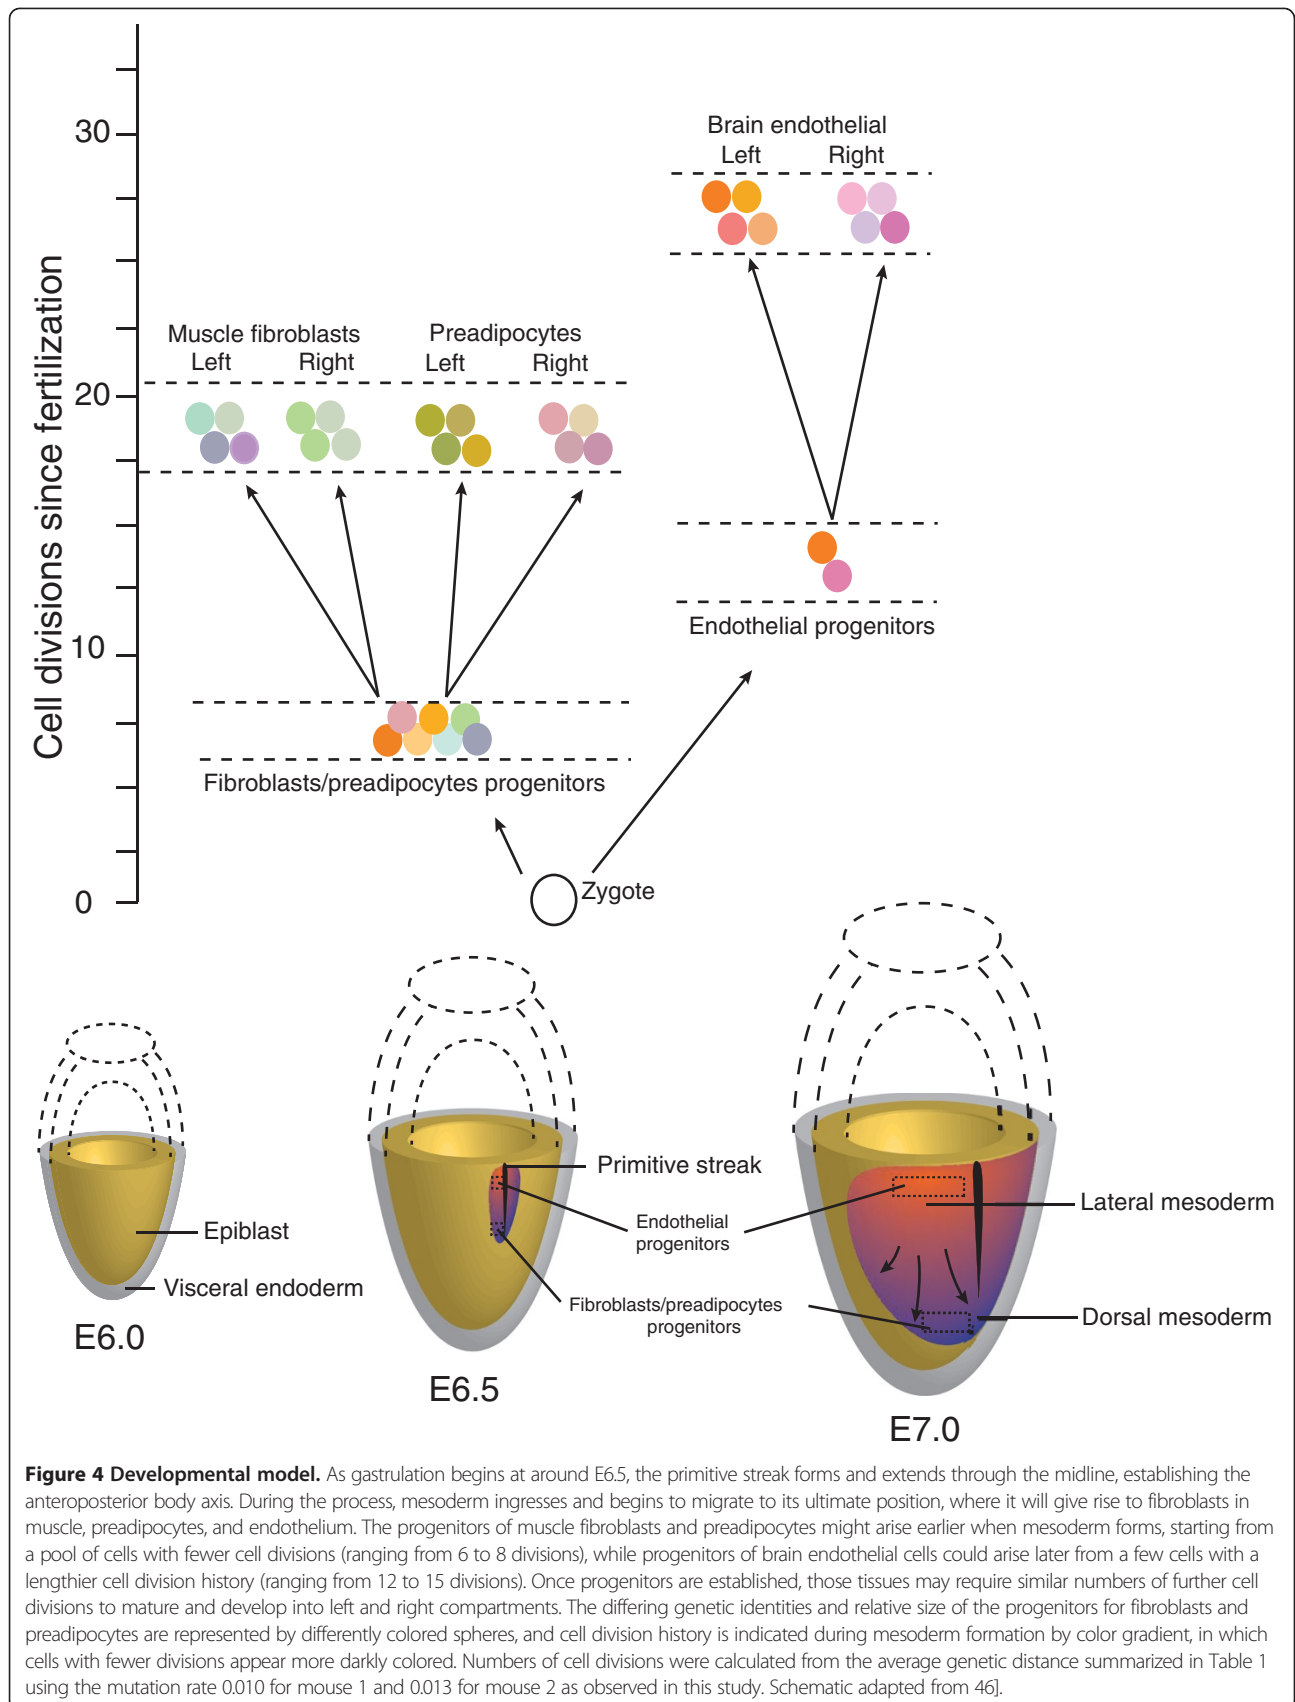 30
20
10
0
Cell divisions since fertilization
Brain endothelial
Left Right
Muscle fibroblasts Preadipocytes
Left Right Left Right
Endothelial progenitors
Fibroblasts/preadipocytes progenitors
Zygote
Primitive streak
Endothelial
progenitors
Lateral mesoderm
Epiblast
Visceral endoderm
Fibroblasts/preadipocytes
progenitors
Dorsal mesoderm
E6.0
E6.5
E7.0
Figure 4 Developmental model. As gastrulation begins at around E6.5, the primitive streak forms and extends through the midline, establishing the
anteroposterior body axis. During the process, mesoderm ingresses and begins to migrate to its ultimate position, where it will give rise to fibroblasts in
muscle, preadipocytes, and endothelium. The progenitors of muscle fibroblasts and preadipocytes might arise earlier when mesoderm forms, starting from
a pool of cells with fewer cell divisions (ranging from 6 to 8 divisions), while progenitors of brain endothelial cells could arise later from a few cells with a
lengthier cell division history (ranging from 12 to 15 divisions). Once progenitors are established, those tissues may require similar numbers of further cell
divisions to mature and develop into left and right compartments. The differing genetic identities and relative size of the progenitors for fibroblasts and
preadipocytes are represented by differently colored spheres, and cell division history is indicated during mesoderm formation by color gradient, in which
cells with fewer divisions appear more darkly colored. Numbers of cell divisions were calculated from the average genetic distance summarized in Table 1
using the mutation rate 0.010 for mouse 1 and 0.013 for mouse 2 as observed in this study. Schematic adapted from 46].